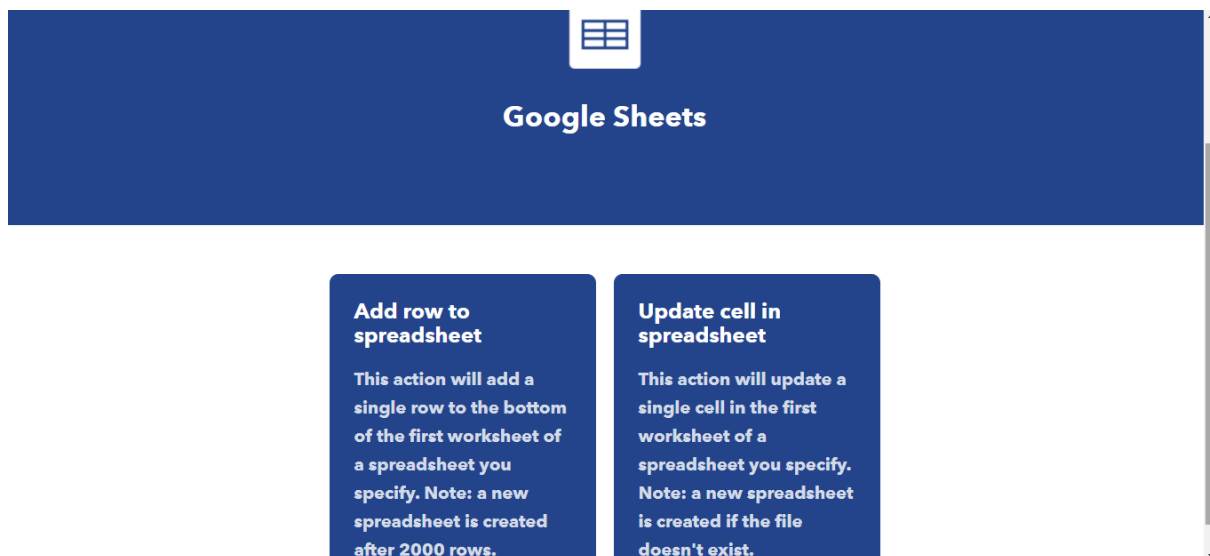 Google Sheets
Add row to
spreadsheet
This action will add a
single row to the bottom
of the first worksheet of
a spreadsheet you
specify. Note: a new
spreadsheet is created
after 2000 rows.
Update cell in
spreadsheet
This action will update a
single cell in the first
worksheet of a
spreadsheet you specify.
Note: a new spreadsheet
is created if the file
doesn't exist.